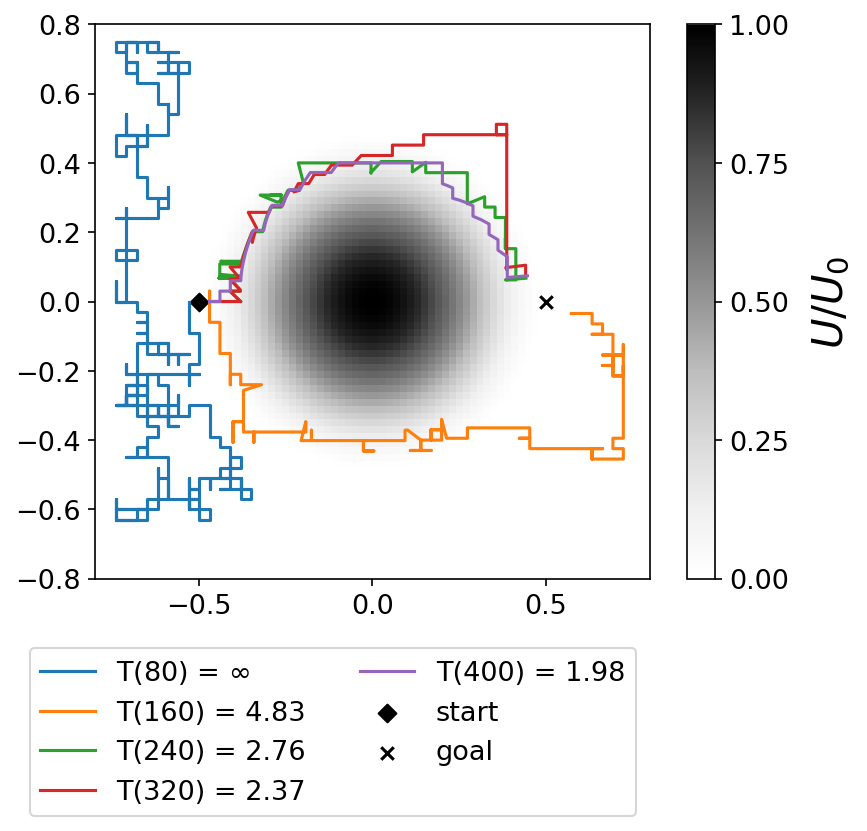 0.8
0.6
0.4
0.2
0.0
−0.2
−0.4
−0.6
−0.8
−0.5
0.0
0.5
1.00
0.75
0.50
0.25
0.00
U/U0
T(80) = ∞
T(160) = 4.83
T(240) = 2.76
T(320) = 2.37
T(400) = 1.98
start
goal